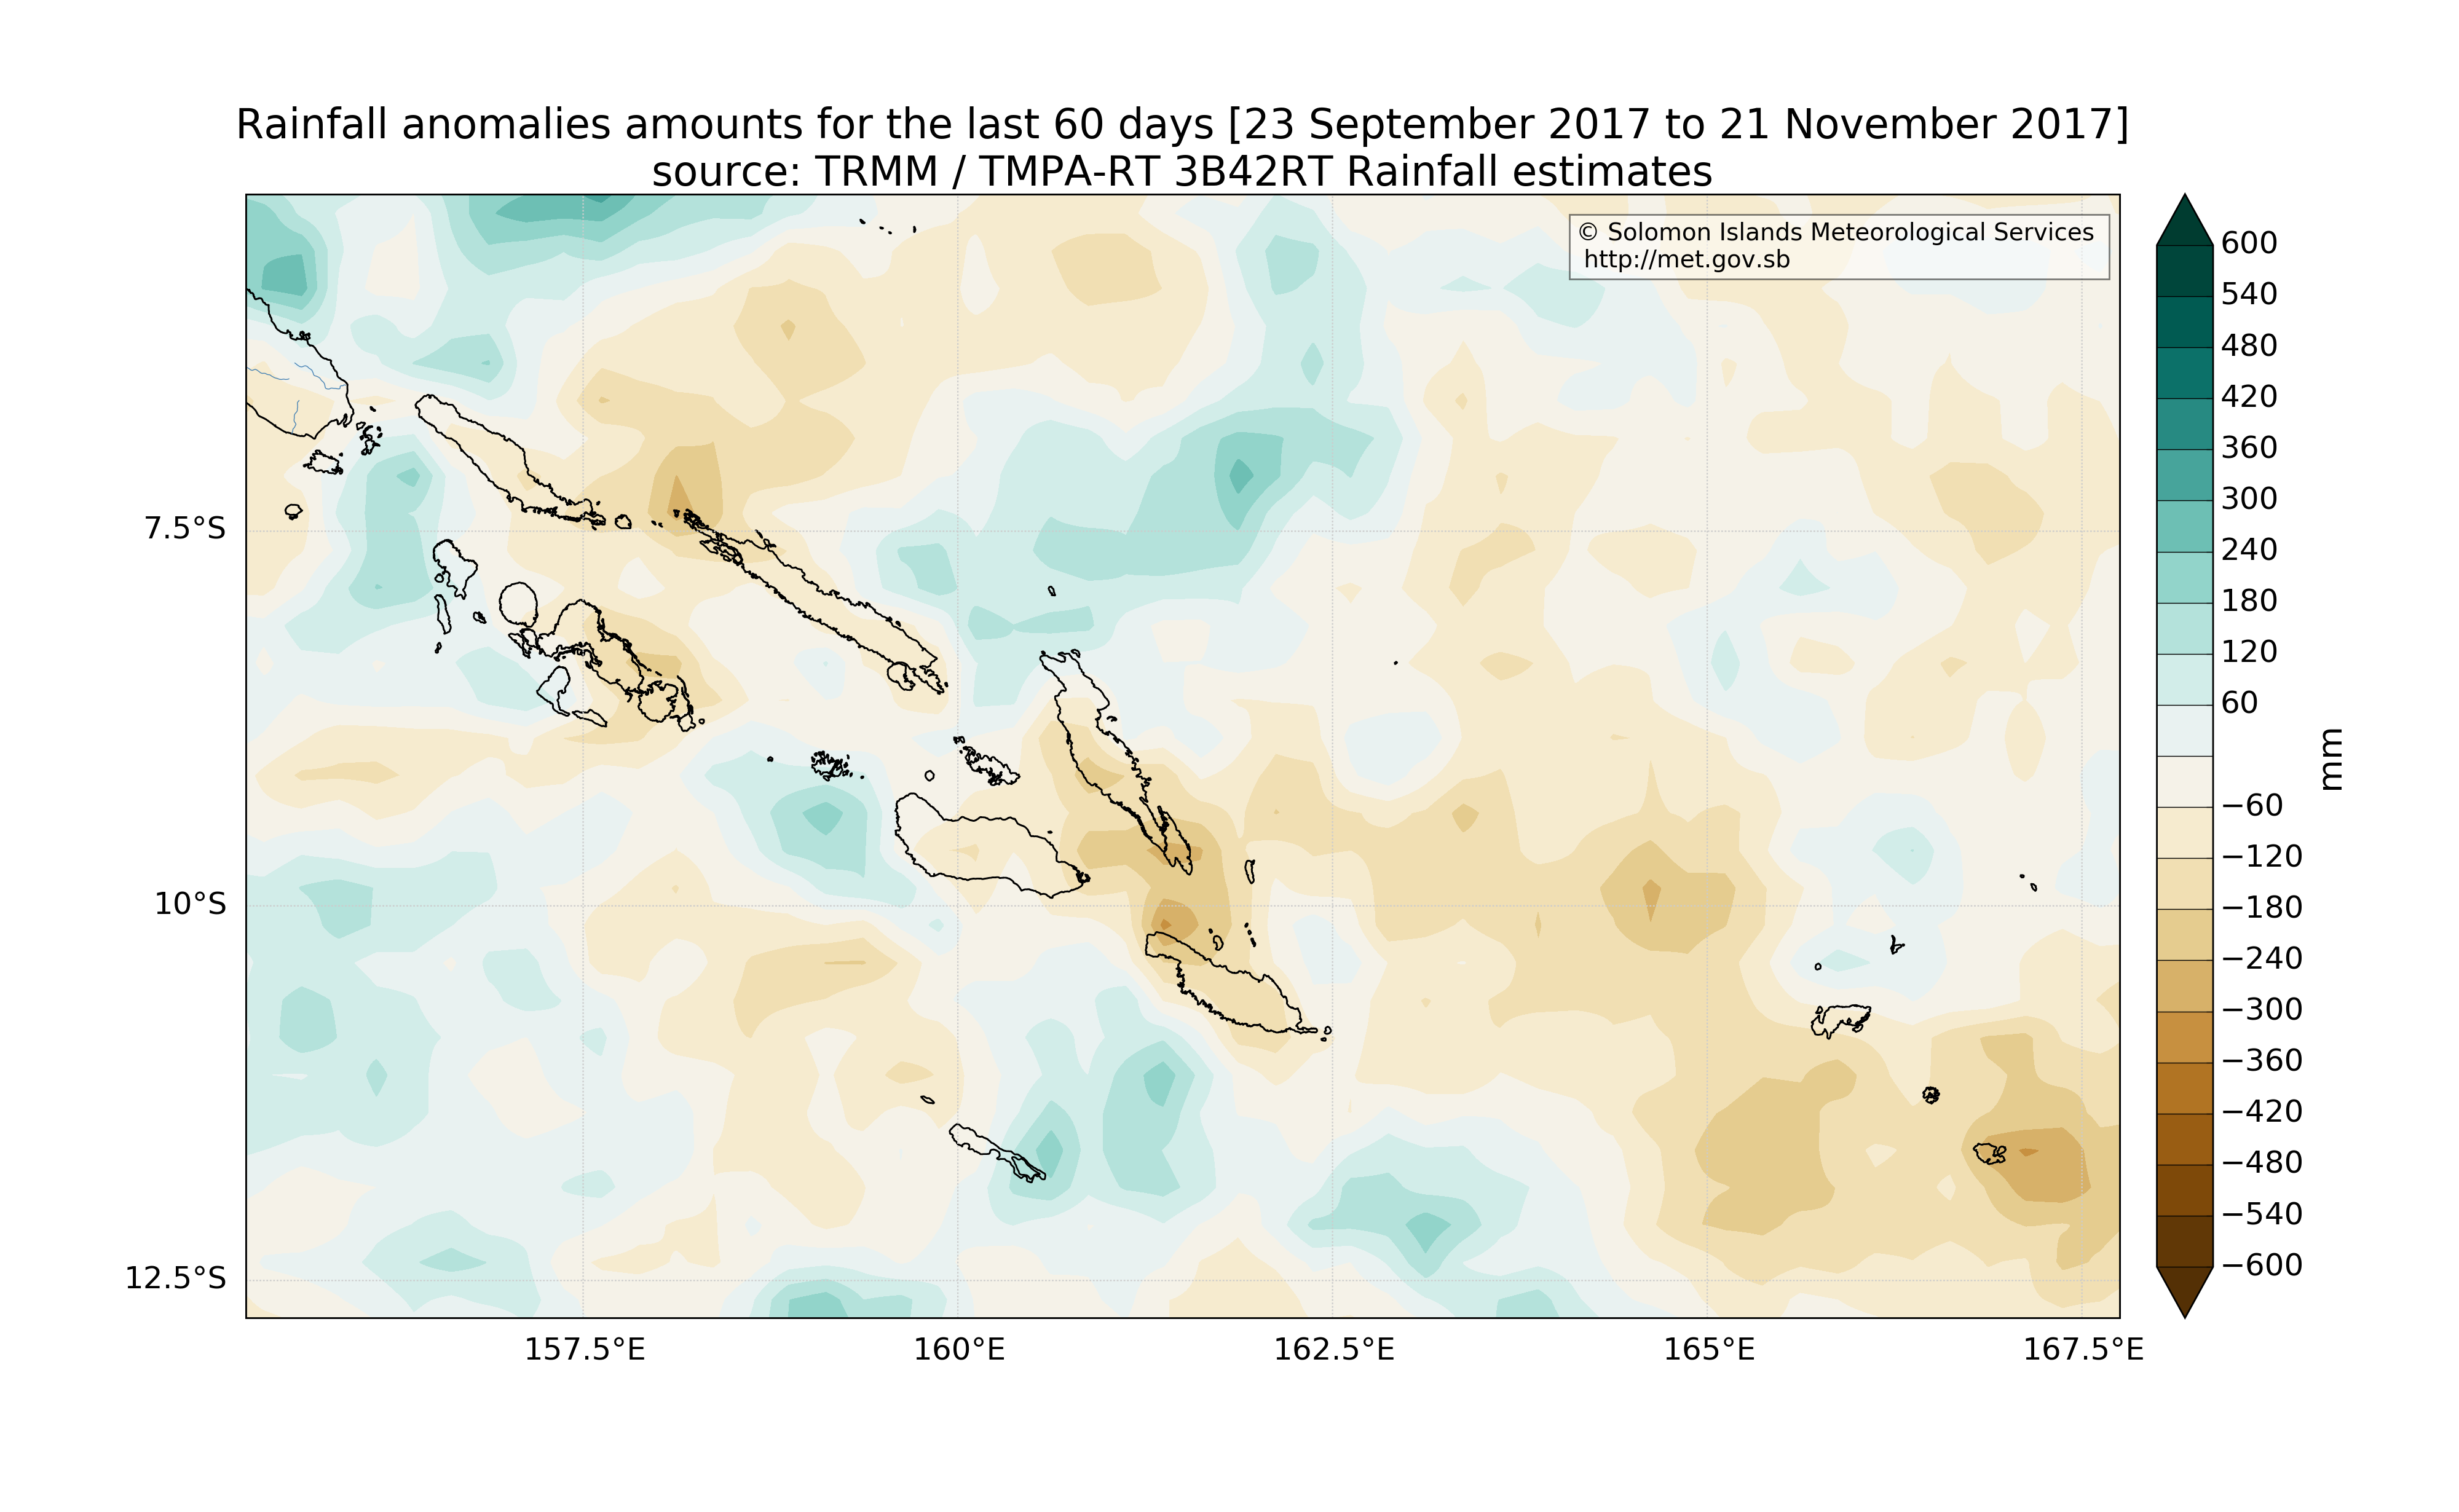 Rainfall anomalies amounts for the last 60 days [23 September 2017 to 21 November 2017]
source: TRMM / TMPA-RT 3B42RT Rainfall estimates
© Solomon Islands Meteorological Services
http://met.gov.sb
7.5°S
10°S
12.5°S
157.5°E
160°E
162.5°E
165°E
167.5°E
600
540
480
420
360
300
240
180
120
60
−60
−120
−180
−240
−300
−360
−420
−480
−540
−600
mm